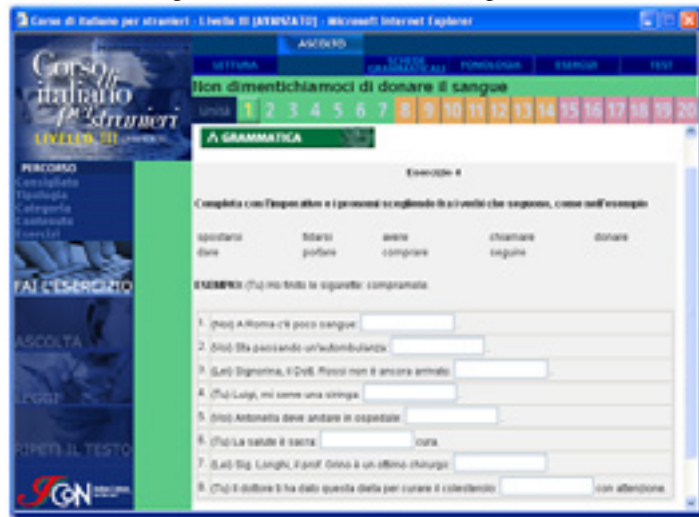 Corso di italiano per stranieri - Livello III (AVANZATO) - Microsoft Internet Explorer
ASCOLTO
LETTURA SCHEDE GRAMMATICALI FONOLOGIA ESERCIZI TEST
Corso di italiano per stranieri
LIVELLO III
Non dimentichiamoci di donare il sangue
Unità 1 2 3 4 5 6 7 8 9 10 11 12 13 14 15 16 17 18 19 20
GRAMMATICA
PERCORSO
Consigliato
Tipologia
Categoria
Contenuto
Esercizi
FAI L'ESERCIZIO
ASCOLTA
LEGGI
RIPETI IL TESTO
ICoN
Esercizio 4
Completa con l'imperativo e i pronomi scegliendo fra i verbi che seguono, come nell'esempio
spostarsi fidarsi avere chiamare donare
dare portare comprare seguire
ESEMPIO: (Tu) Ho finito le sigarette: compramele.
1. (Noi) A Roma c'è poco sangue: .
2. (Voi) Sta passando un'autombulanza: .
3. (Lei) Signorina, il Dott. Rossi non è ancora arrivato: .
4. (Tu) Luigi, mi serve una siringa: .
5. (Voi) Antonella deve andare in ospedale: .
6. (Tu) La salute è sacra: cura.
7. (Lei) Sig. Longhi, il prof. Grino è un ottimo chirurgo:
8. (Tu) Il dottore ti ha dato questa dieta per curare il colesterolo: con attenzione.